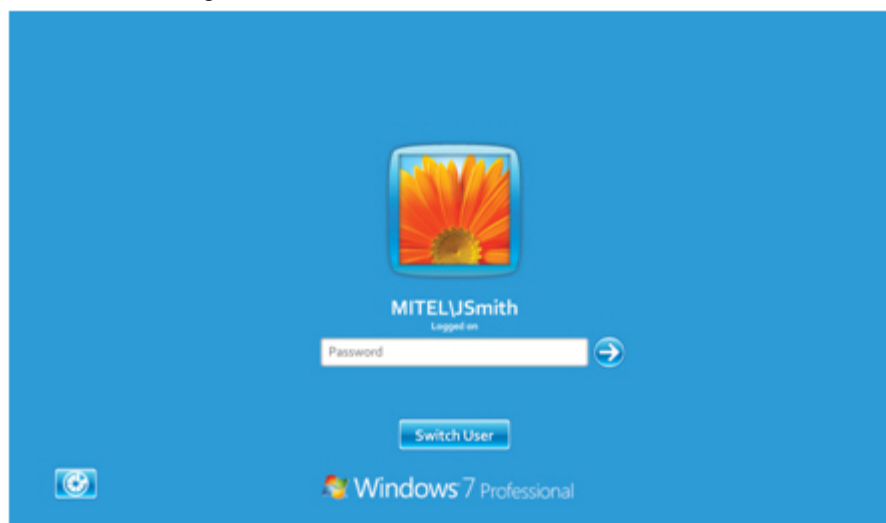 MITEL\JSmith
Logged on
Password
Switch User
Windows 7 Professional